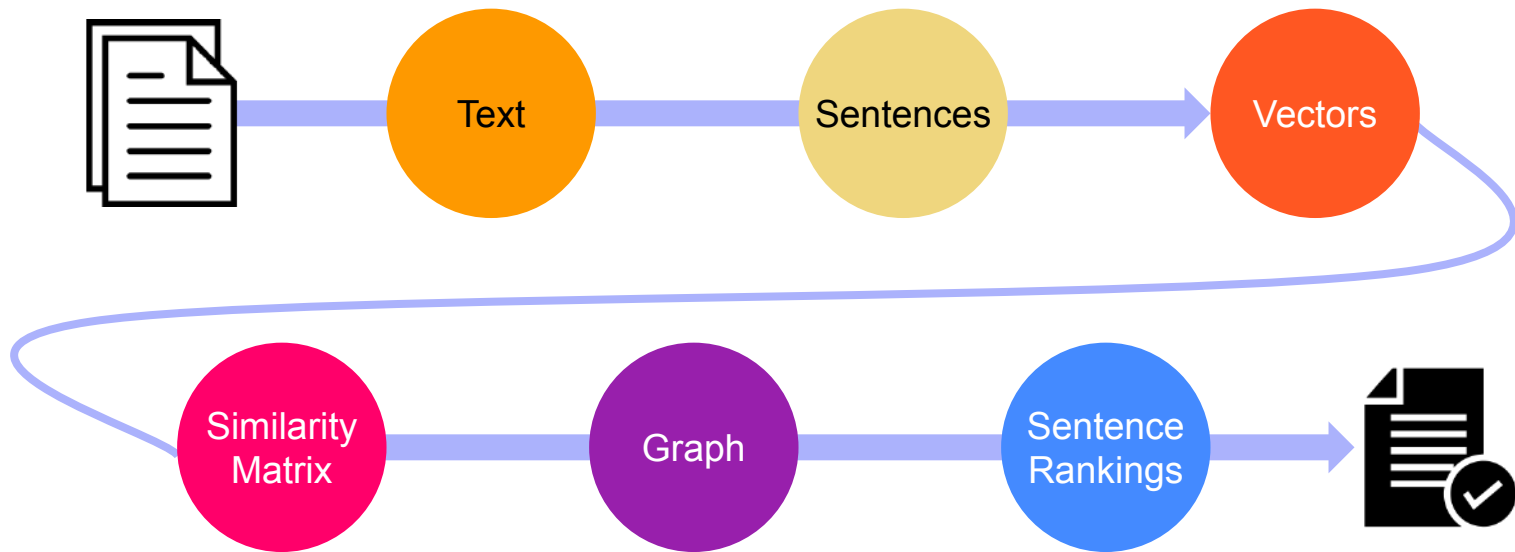 Text
Sentences
Vectors
Similarity
Matrix
Graph
Sentence
Rankings